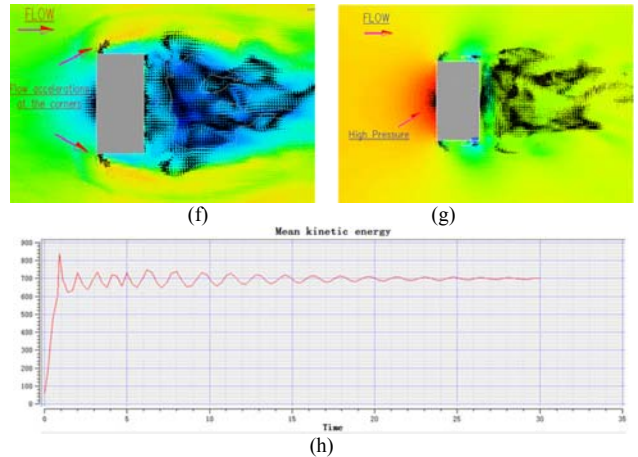 FLOW
Flow accelerations
at the corners
FLOW
High Pressure
(f)
(g)
Mean kinetic energy
900
800
700
600
500
400
300
200
100
0
0
5
10
15
20
25
30
35
Time
(h)